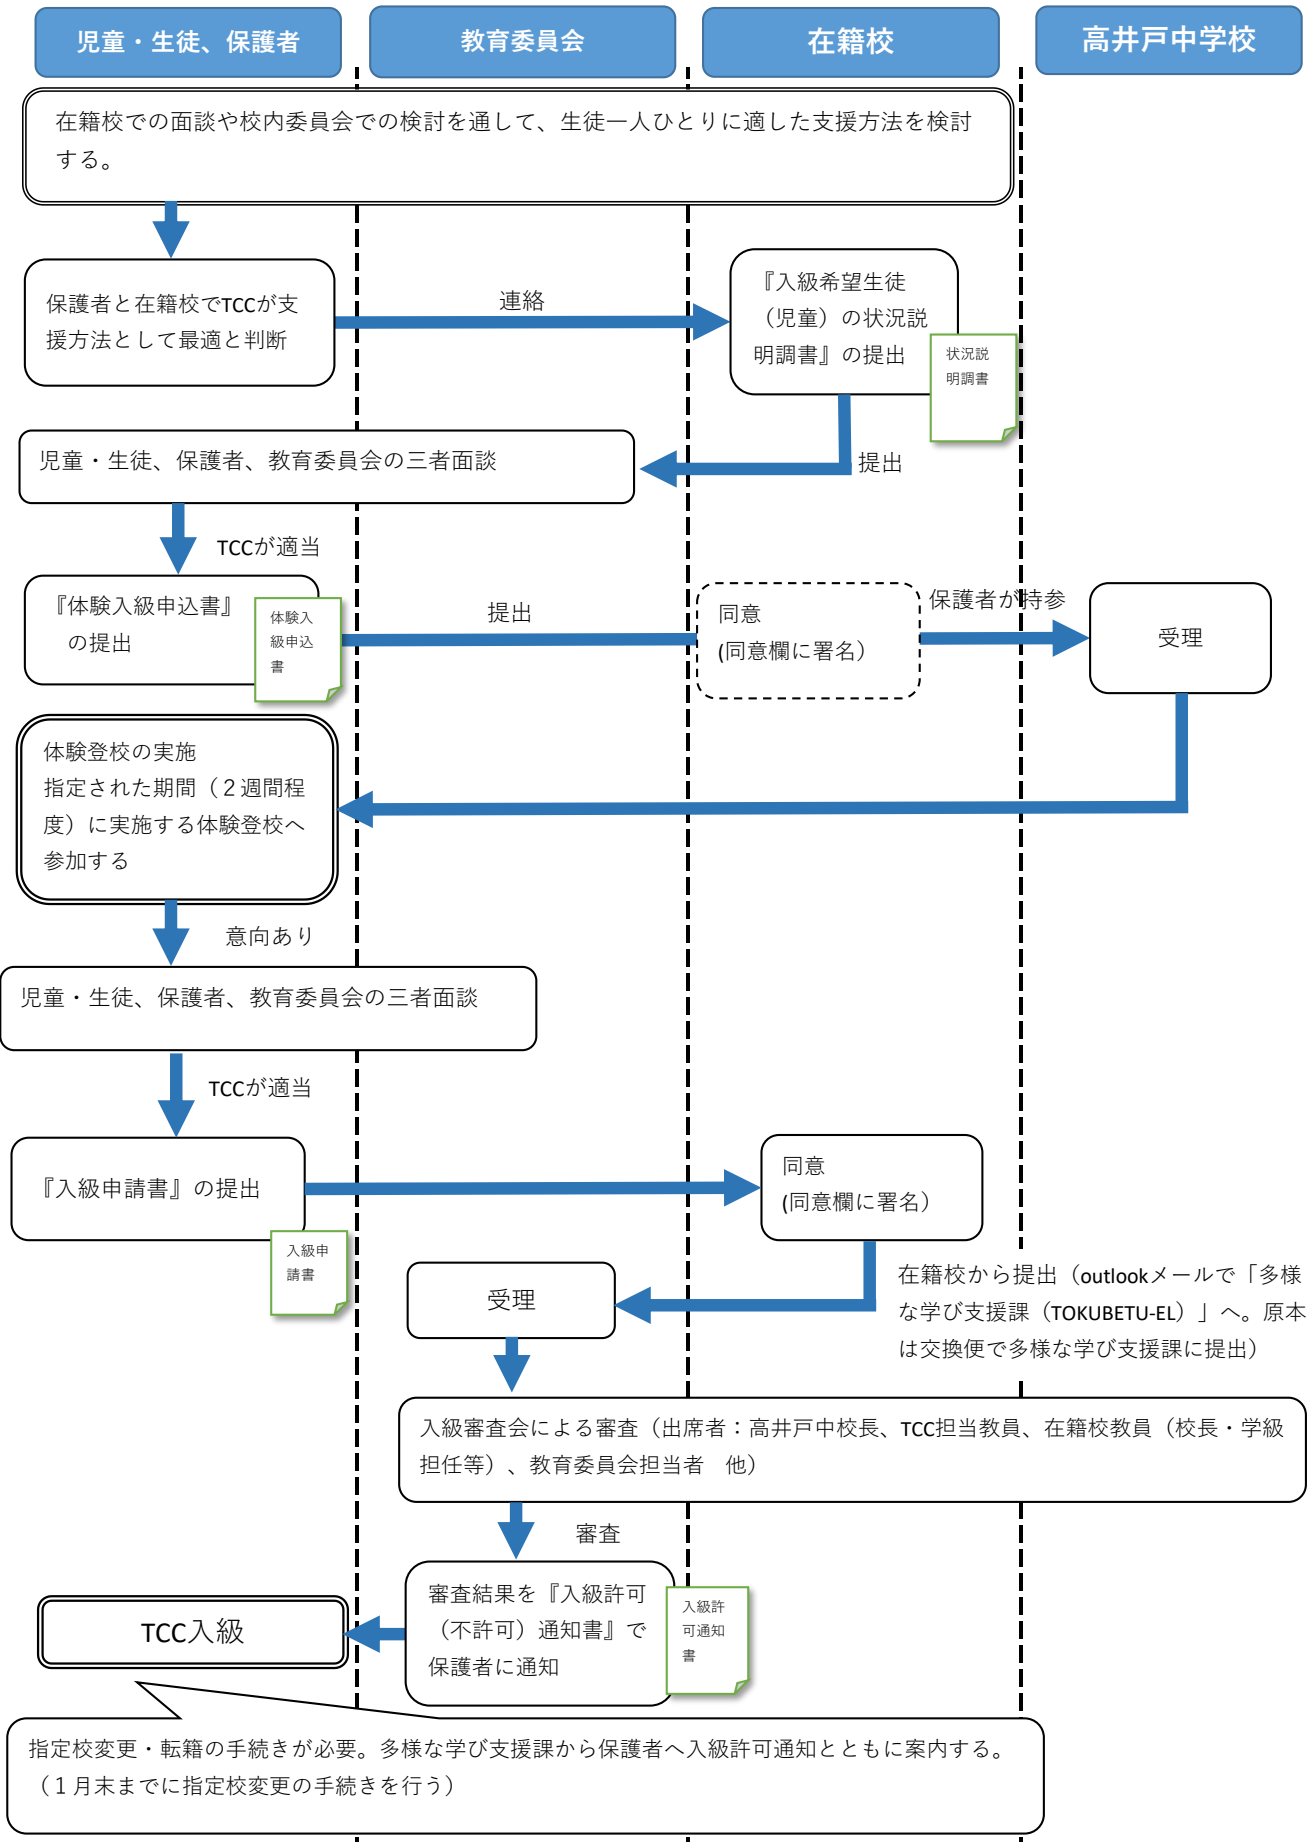 児童・生徒、保護者
教育委員会
在籍校
高井戸中学校
在籍校での面談や校内委員会での検討を通して、生徒一人ひとりに適した支援方法を検討
する。
保護者と在籍校でTCCが支
援方法として最適と判断
連絡
『入級希望生徒
（児童）の状況説
明調書』の提出
状況説
明調書
児童・生徒、保護者、教育委員会の三者面談
提出
TCCが適当
『体験入級申込書』
の提出
体験入
級申込
書
提出
同意
(同意欄に署名）
保護者が持参
受理
体験登校の実施
指定された期間（２週間程
度）に実施する体験登校へ
参加する
意向あり
児童・生徒、保護者、教育委員会の三者面談
TCCが適当
『入級申請書』の提出
入級申
請書
同意
(同意欄に署名）
受理
在籍校から提出（outlookメールで「多様
な学び支援課（TOKUBETU-EL）」へ。原本
は交換便で多様な学び支援課に提出）
入級審査会による審査（出席者：高井戸中校長、TCC担当教員、在籍校教員（校長・学級
担任等）、教育委員会担当者　他）
審査
審査結果を『入級許可
（不許可）通知書』で
保護者に通知
入級許
可通知
書
TCC入級
指定校変更・転籍の手続きが必要。多様な学び支援課から保護者へ入級許可通知とともに案内する。
（１月末までに指定校変更の手続きを行う）